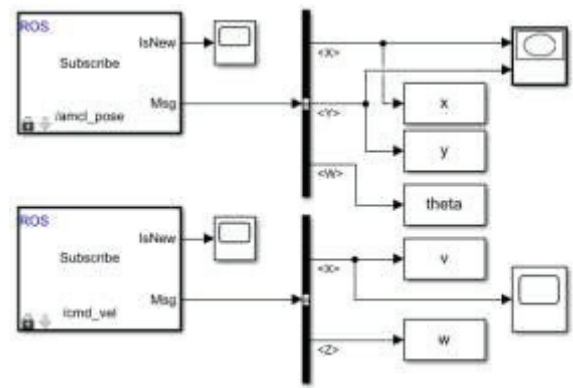 ROS
IsNew
Subscribe
Msg
/amcl_pose
<X>
<Y>
<W>
x
y
theta
ROS
IsNew
Subscribe
Msg
/cmd_vel
<X>
<Z>
v
w